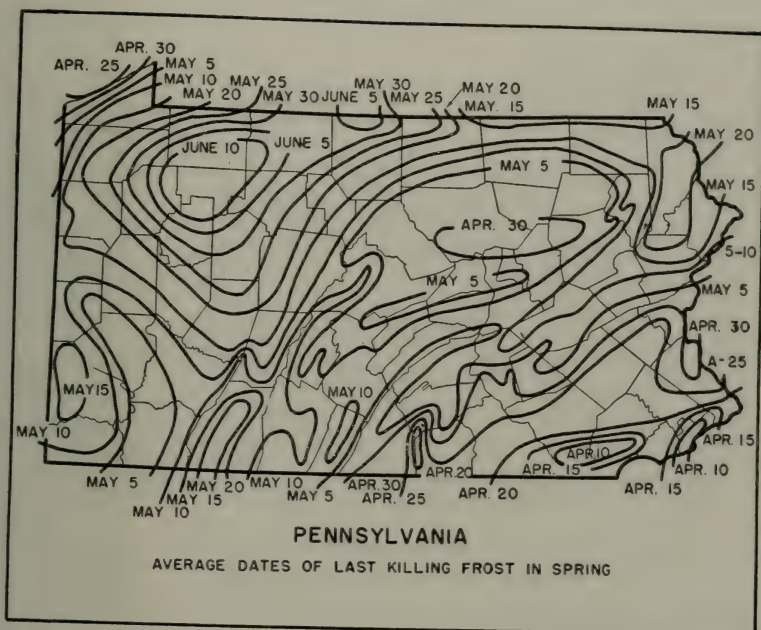 APR. 30
APR. 25
MAY 5
MAY 10
MAY 20
MAY 25
MAY 30
JUNE 5
MAY 30
MAY 25
MAY 20
MAY. 15
MAY 15
MAY 20
JUNE 10
JUNE 5
MAY 5
MAY 15
APR. 30
5-10
MAY 5
MAY 5
APR. 30
A-25
MAY 15
MAY 10
MAY 10
APR. 15
APR. 10
APR. 15
MAY 5
MAY 10
MAY 15
MAY 20
MAY 10
MAY 5
APR. 30
APR. 25
APR.20
APR. 20
APR. 15
APR.10
PENNSYLVANIA
AVERAGE DATES OF LAST KILLING FROST IN SPRING